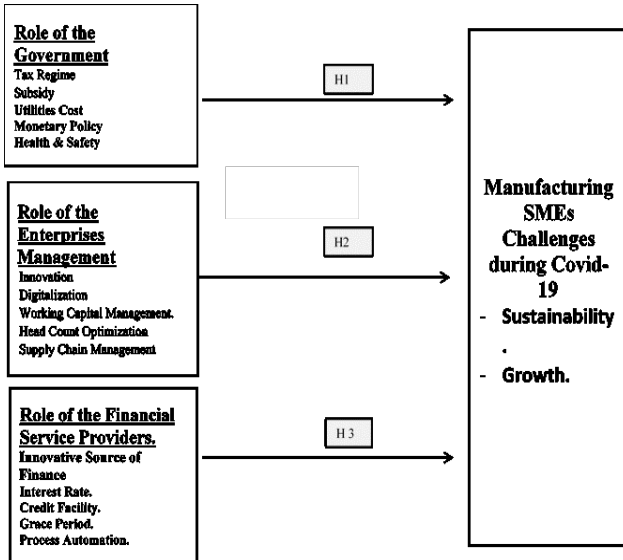 Role of the
Government
Tax Regime
Subsidy
Utilities Cost
Monetary Policy
Health & Safety
H1
Role of the
Enterprises
Management
Innovation
Digitalization
Working Capital Management.
Head Count Optimization
Supply Chain Management
H2
Role of the Financial
Service Providers.
Innovative Source of
Finance
Interest Rate.
Credit Facility.
Grace Period.
Process Automation.
H 3
Manufacturing
SMEs
Challenges
during Covid-
19
- Sustainability
.
- Growth.